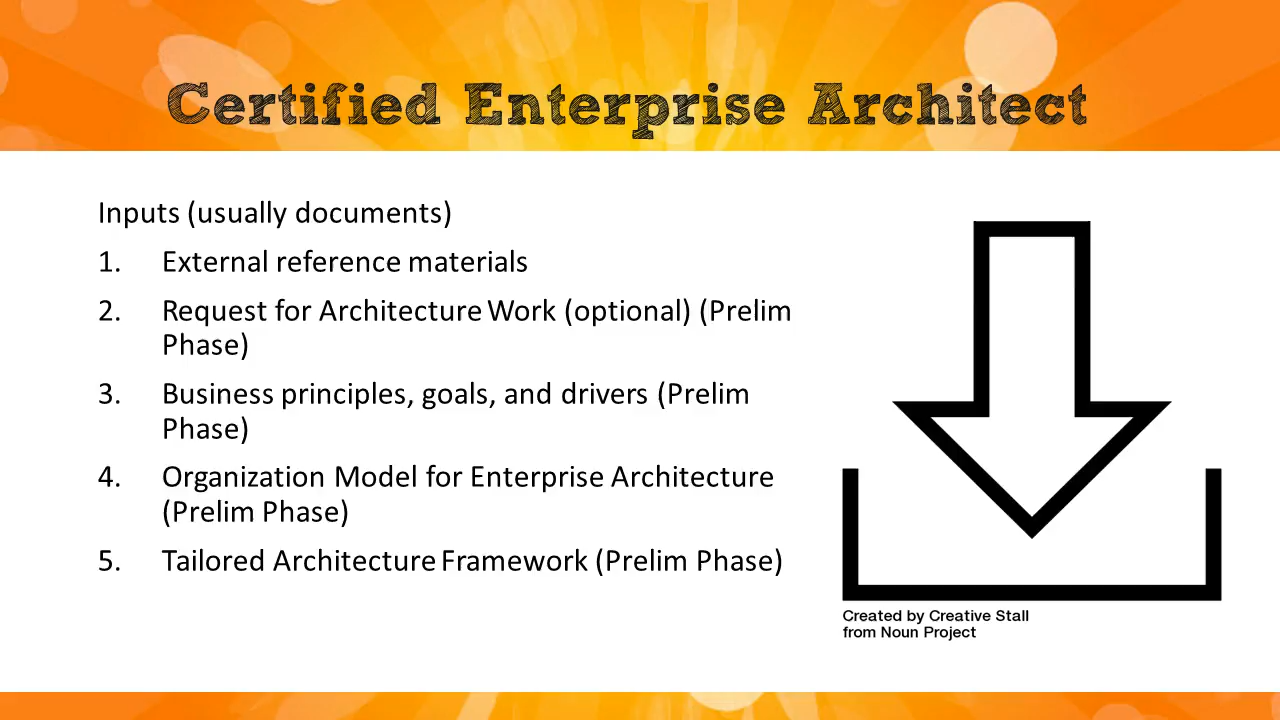 Certified Enterprise Architect
Inputs (usually documents)
1. External reference materials
2. Request for Architecture Work (optional) (Prelim
Phase)
3. Business principles, goals, and drivers (Prelim
Phase)
4. Organization Model for Enterprise Architecture
(Prelim Phase)
5. Tailored Architecture Framework (Prelim Phase)
Created by Creative Stall
from Noun Project